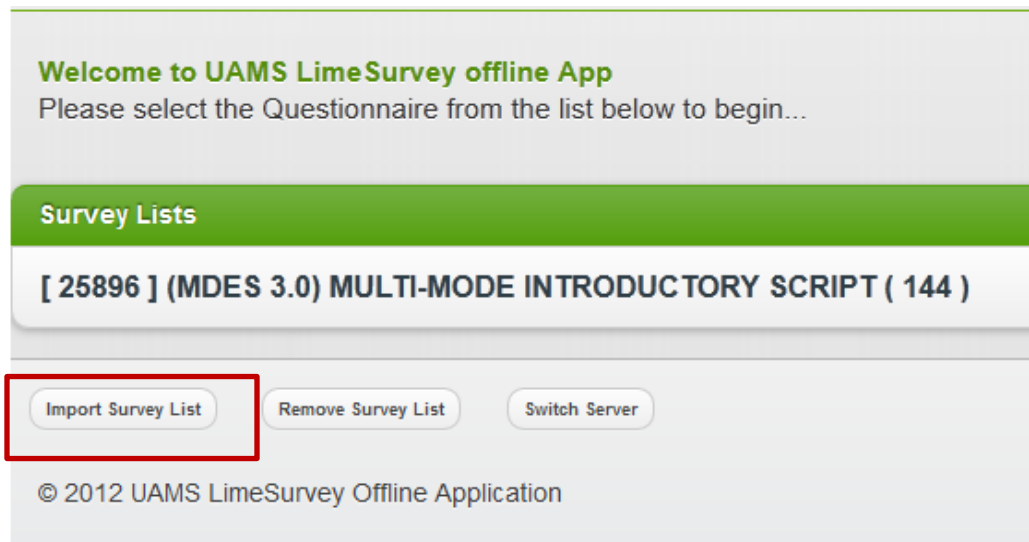 Welcome to UAMS LimeSurvey offline App
Please select the Questionnaire from the list below to begin...
Survey Lists
[ 25896 ] (MDES 3.0) MULTI-MODE INTRODUCTORY SCRIPT ( 144 )
Import Survey List Remove Survey List Switch Server
© 2012 UAMS LimeSurvey Offline Application